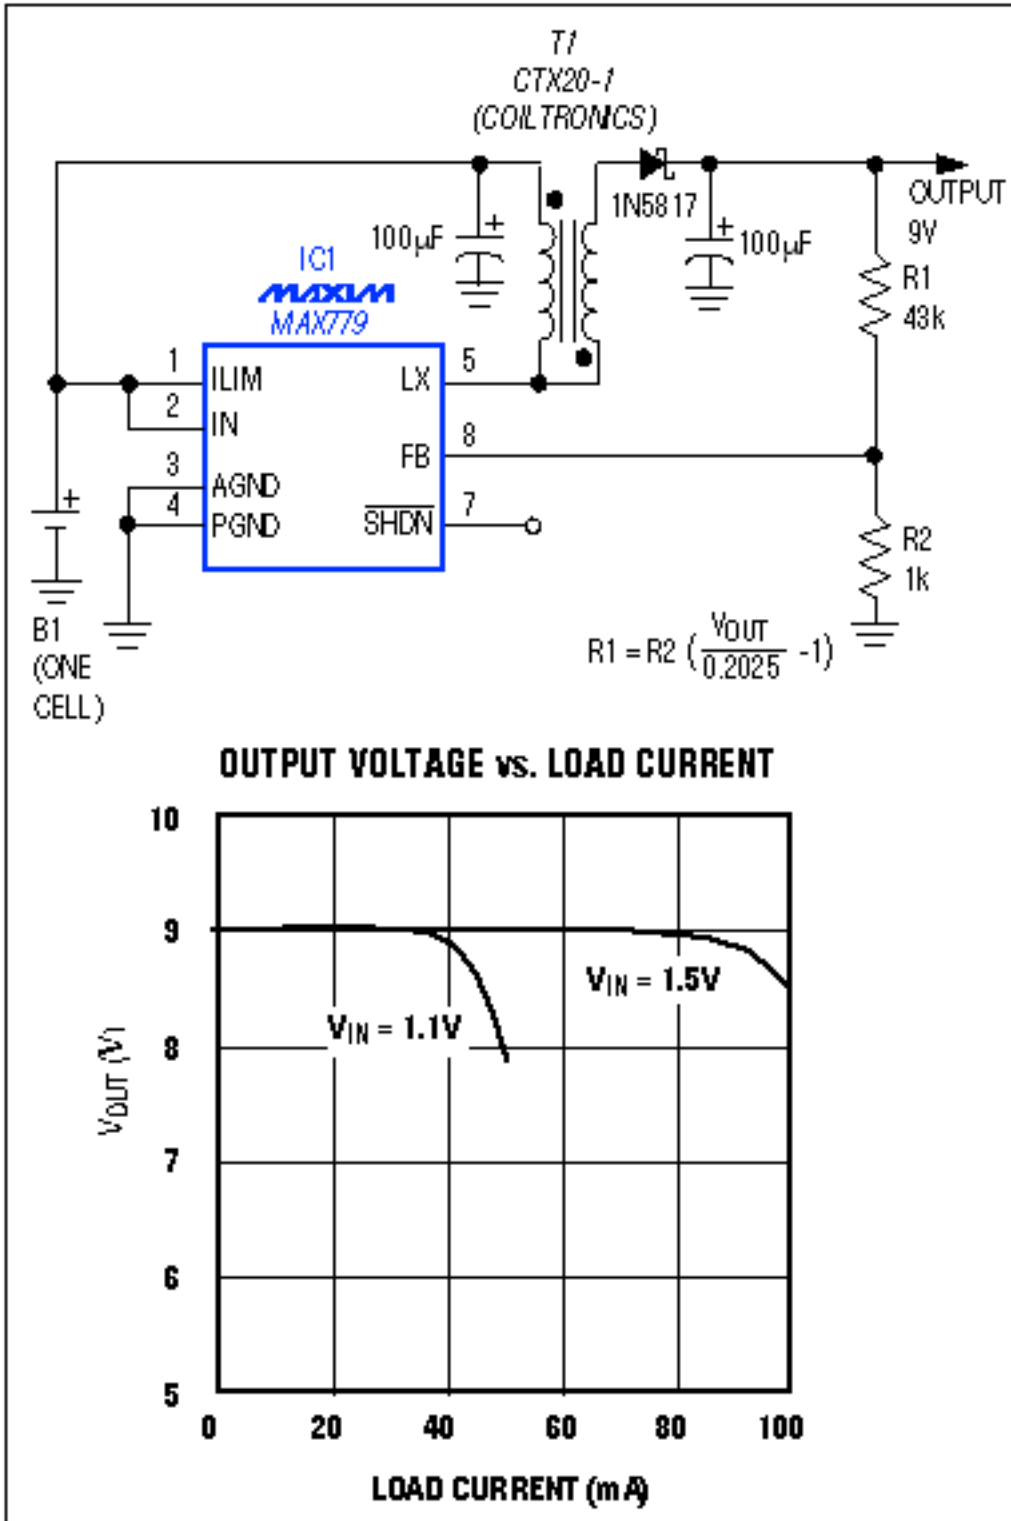 T1
CTX20-1
(COILTRONICS)
1N5817
OUTPUT
9V
100μF
+
+
100μF
IC1
MAXIM
MAX779
R1
43k
1
ILIM
LX
5
2
IN
8
FB
3
AGND
4
PGND
SHDN
7
+
R2
1k
B1
(ONE
CELL)
R1 = R2 (VOUT/0.2025 -1)
OUTPUT VOLTAGE vs. LOAD CURRENT
10
9
8
7
6
5
VIN = 1.5V
VIN = 1.1V
VOUT (V)
0 20 40 60 80 100
LOAD CURRENT (mA)